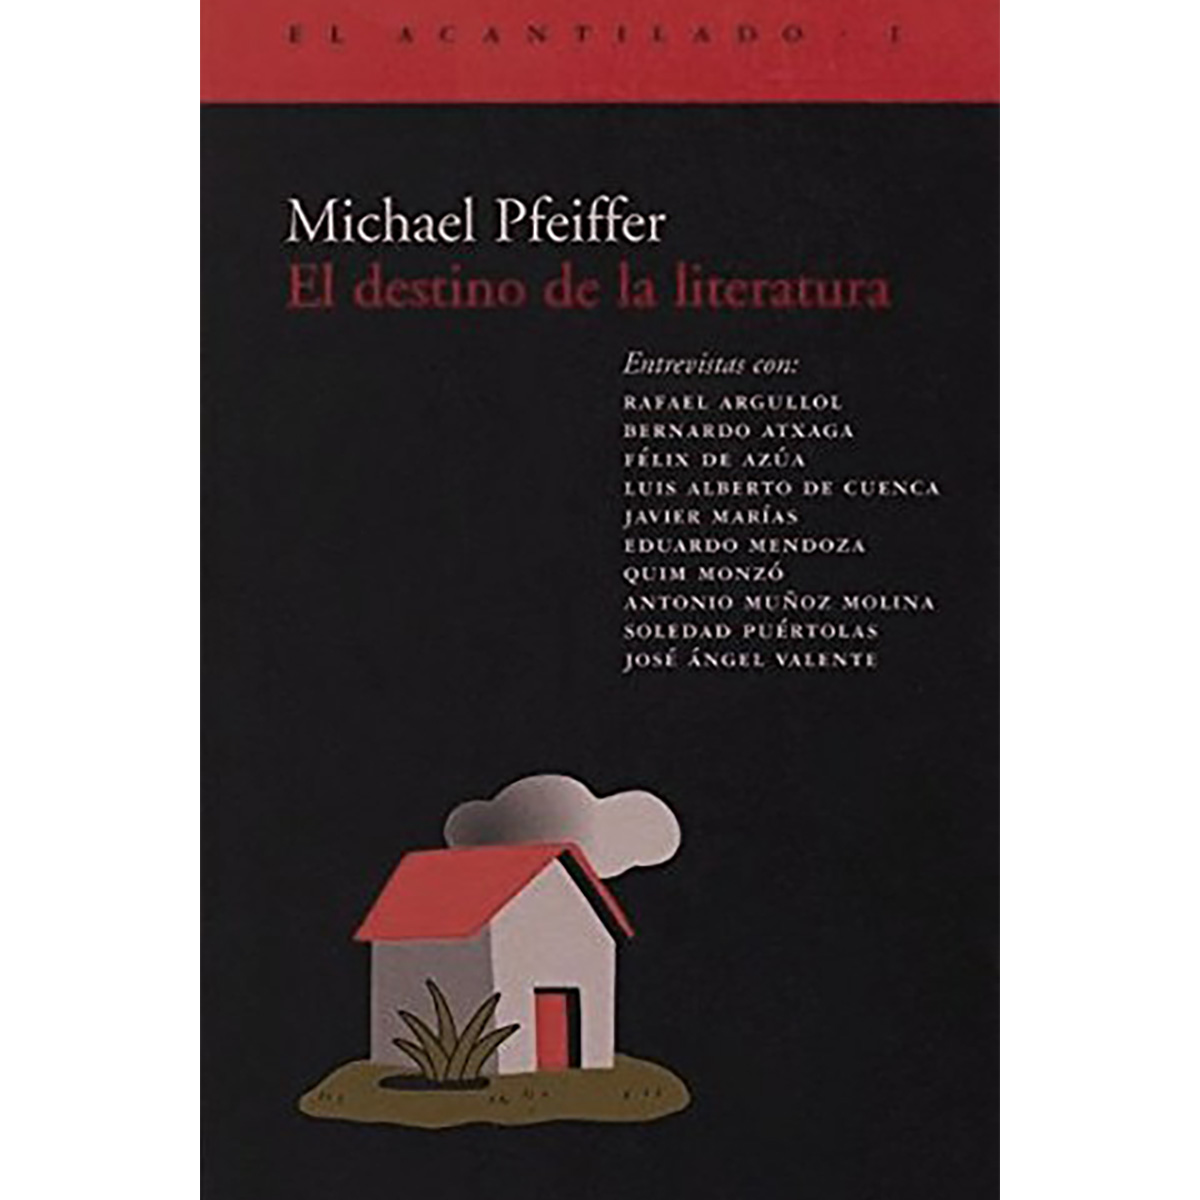 EL ACANTILADO · I
Michael Pfeiffer
El destino de la literatura
Entrevistas con:
RAFAEL ARGULLOL
BERNARDO ATXAGA
FÉLIX DE AZÚA
LUIS ALBERTO DE CUENCA
JAVIER MARÍAS
EDUARDO MENDOZA
QUIM MONZÓ
ANTONIO MUÑOZ MOLINA
SOLEDAD PUÉRTOLAS
JOSÉ ÁNGEL VALENTE